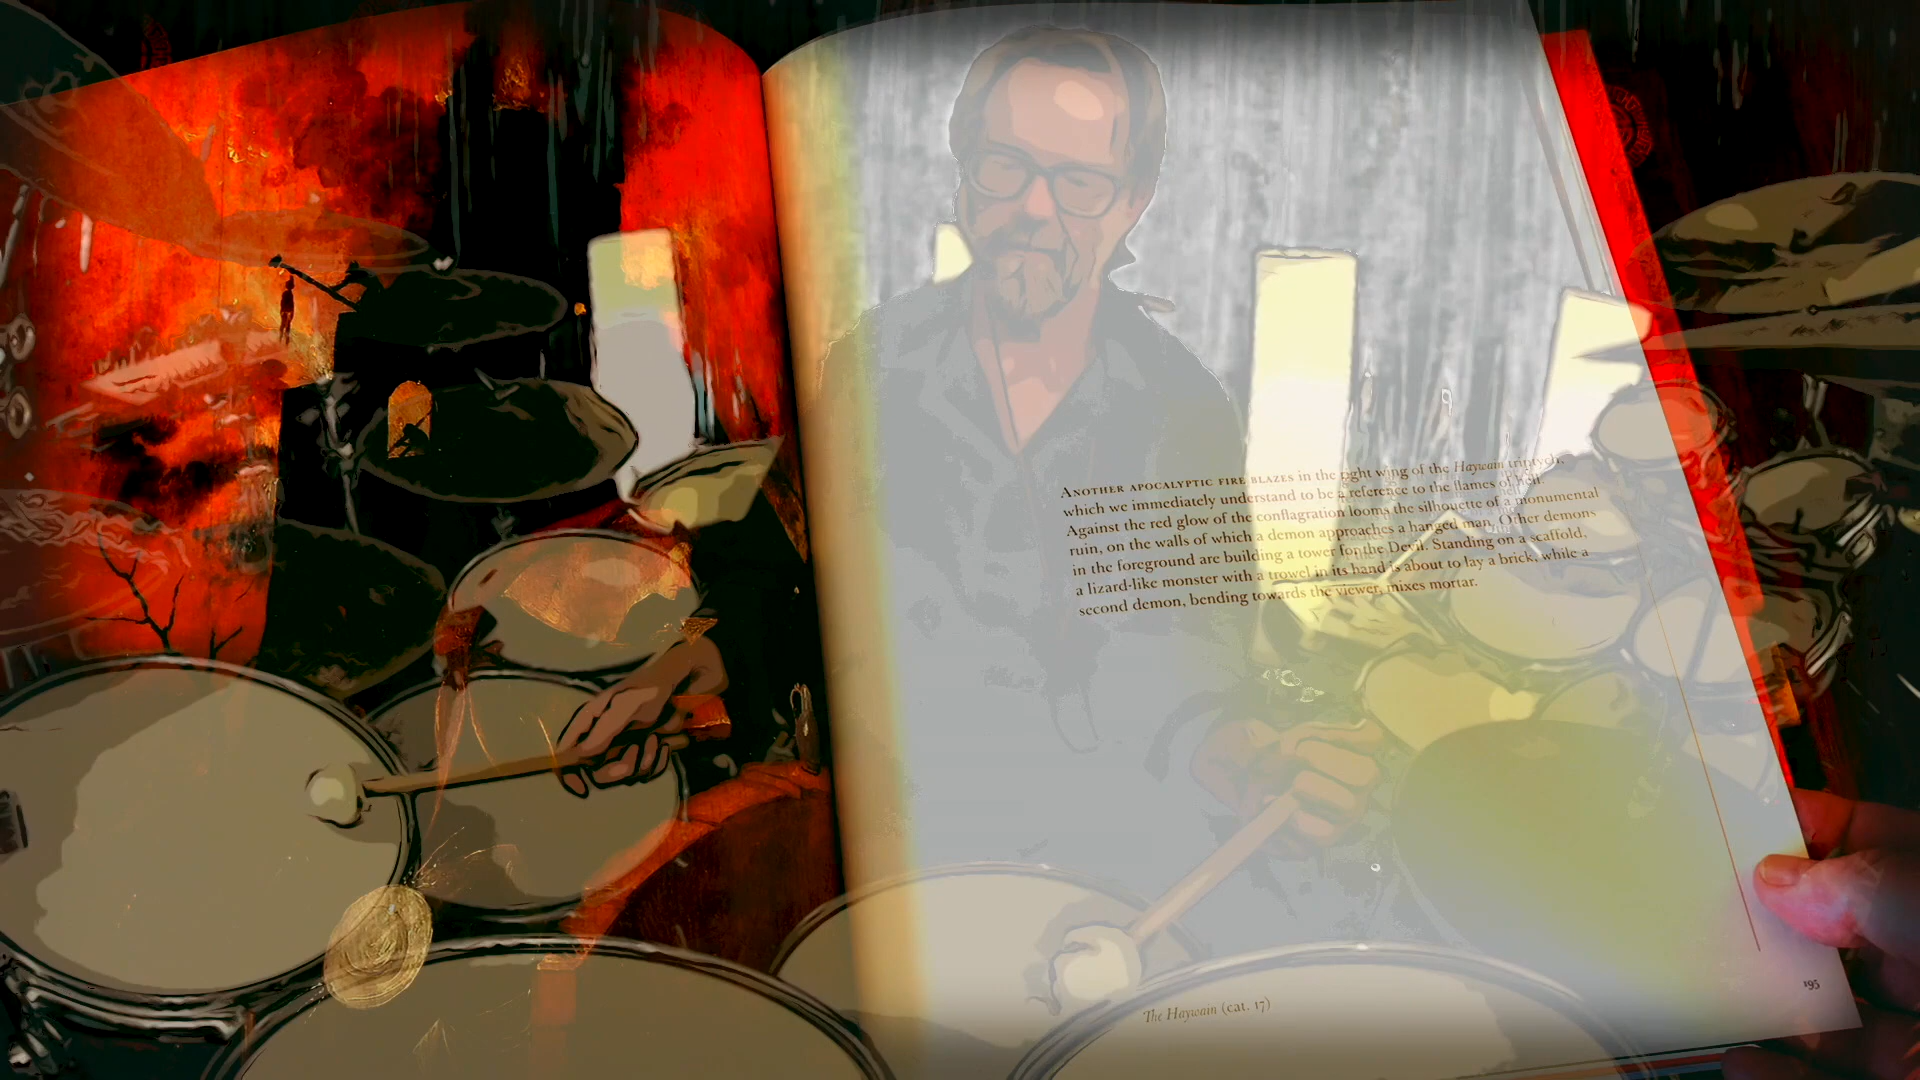 ANOTHER APOCALYPTIC FIRE BLAZES in the right wing of the Haywain triptych,
which we immediately understand to be a reference to the flames of hell.
Against the red glow of the conflagration looms the silhouette of a monumental
ruin, on the walls of which a demon approaches a hanged man. Other demons
in the foreground are building a tower for the Devil. Standing on a scaffold,
a lizard-like monster with a trowel in its hand is about to lay a brick, while a
second demon, bending towards the viewer, mixes mortar.
The Haywain (cat. 17)
195